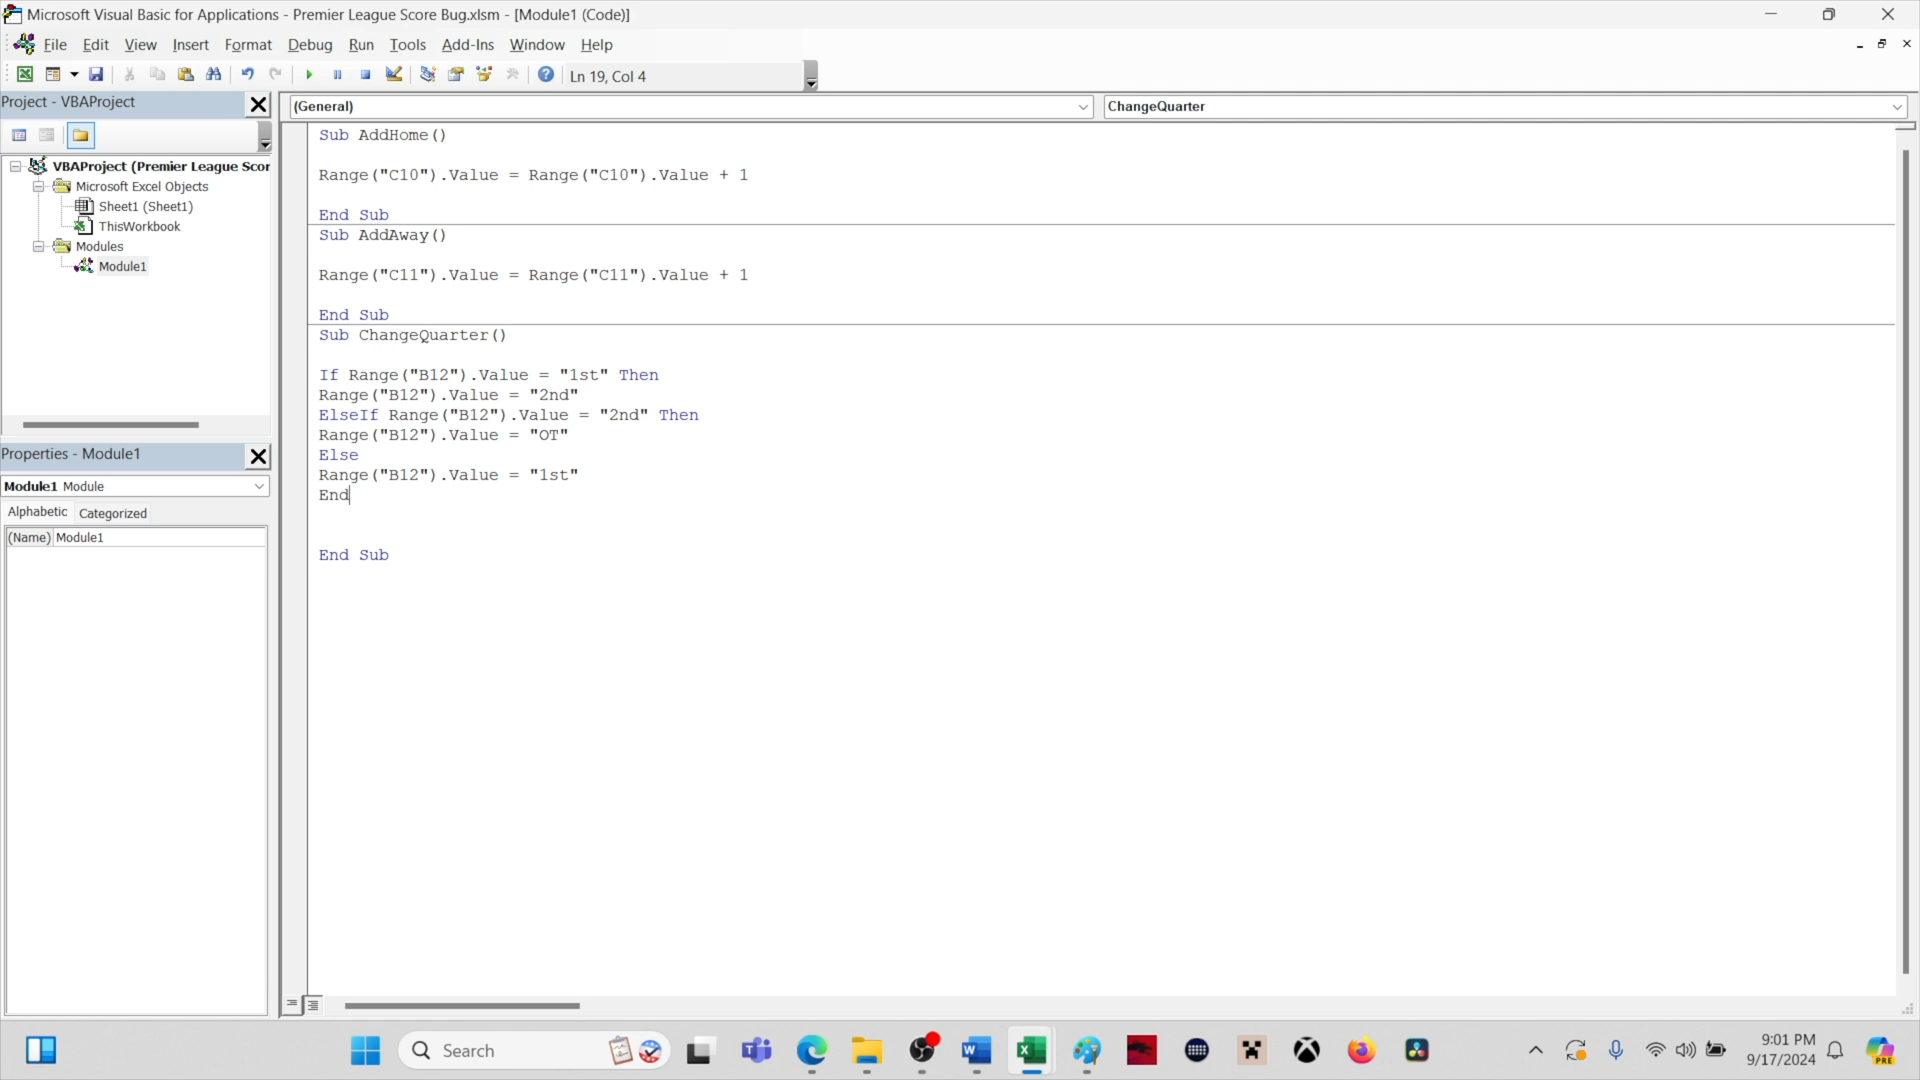 Microsoft Visual Basic for Applications - Premier League Score Bug.xlsm - [Module1 (Code)]
File Edit View Insert Format Debug Run Tools Add-Ins Window Help
Ln 19, Col 4
Project - VBAProject
(General)
ChangeQuarter
VBAProject (Premier League Scor
Microsoft Excel Objects
Sheet1 (Sheet1)
ThisWorkbook
Modules
Module1
Properties - Module1
Module1 Module
Alphabetic Categorized
(Name) Module1
Sub AddHome()
Range("C10").Value = Range("C10").Value + 1
End Sub
Sub AddAway()
Range("C11").Value = Range("C11").Value + 1
End Sub
Sub ChangeQuarter()
If Range("B12").Value = "1st" Then
Range("B12").Value = "2nd"
ElseIf Range("B12").Value = "2nd" Then
Range("B12").Value = "OT"
Else
Range("B12").Value = "1st"
End
End Sub
Search
9:01 PM
9/17/2024
PRE